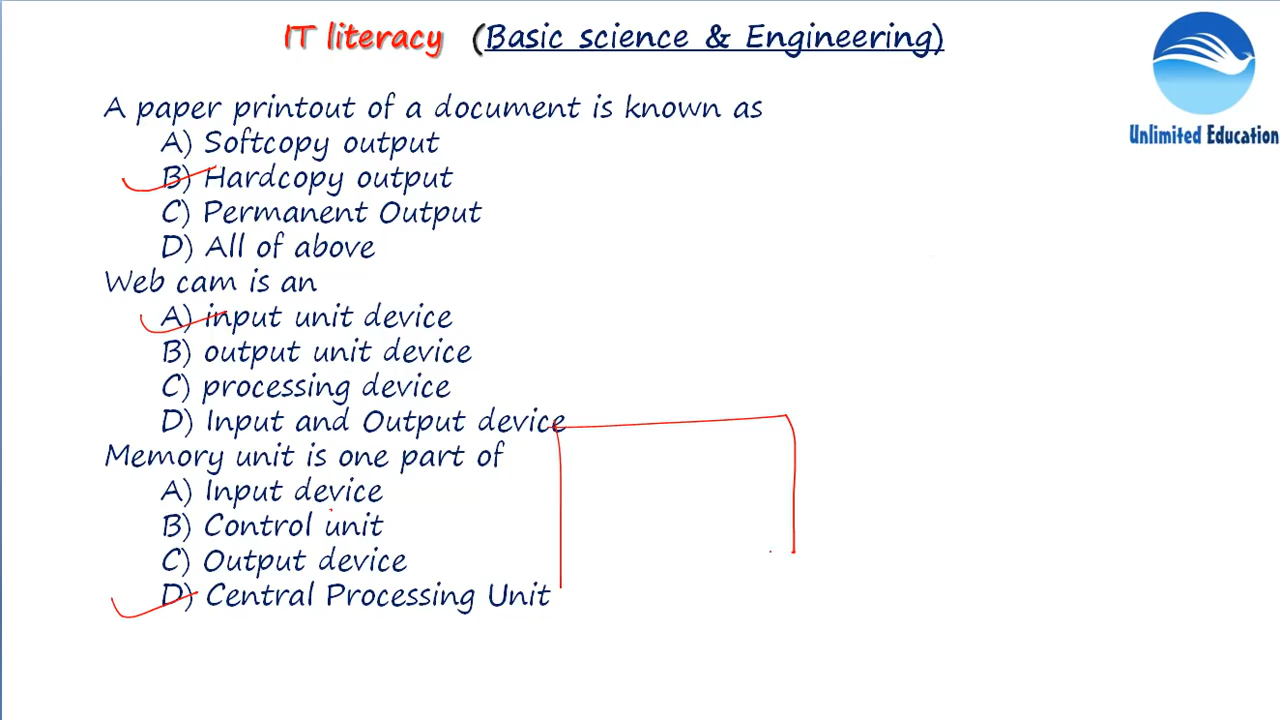 IT literacy (Basic science & Engineering)
Unlimited Education
A paper printout of a document is known as
A) Softcopy output
B) Hardcopy output
C) Permanent Output
D) All of above
Web cam is an
A) input unit device
B) output unit device
C) processing device
D) Input and Output device
Memory unit is one part of
A) Input device
B) Control unit
C) Output device
D) Central Processing Unit